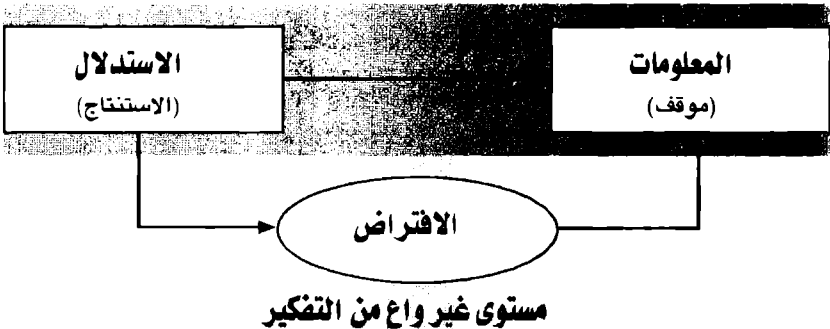 المعلومات
(موقف)
الاستدلال
(الاستنتاج)
الافتراض
مستوى غير واع من التفكير